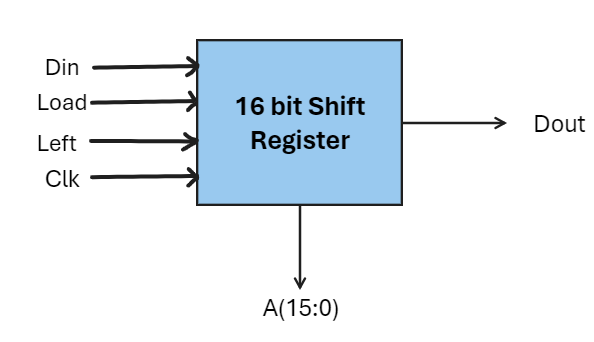 Din
Load
Left
Clk
16 bit Shift
Register
Dout
A(15:0)